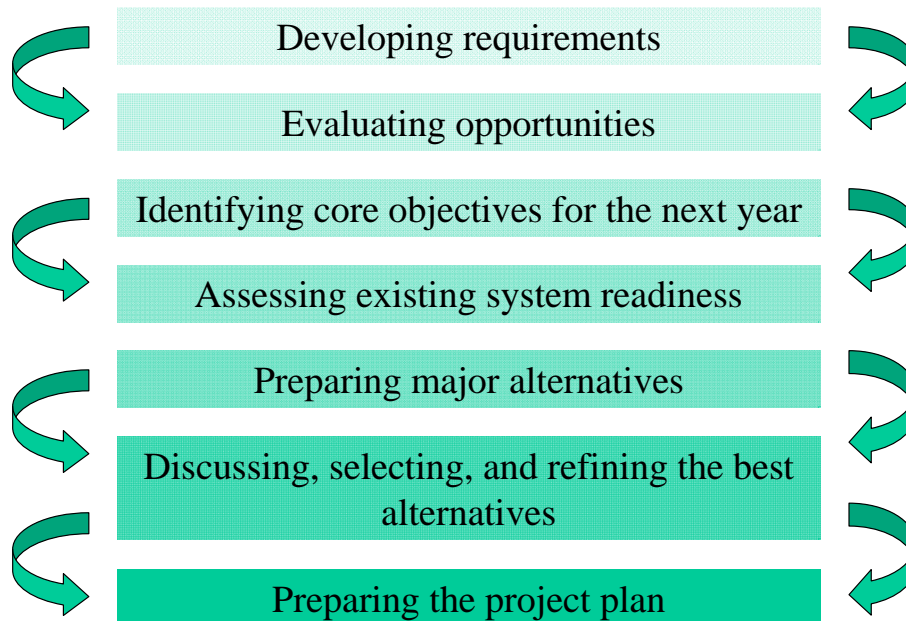 Developing requirements
Evaluating opportunities
Identifying core objectives for the next year
Assessing existing system readiness
Preparing major alternatives
Discussing, selecting, and refining the best
alternatives
Preparing the project plan